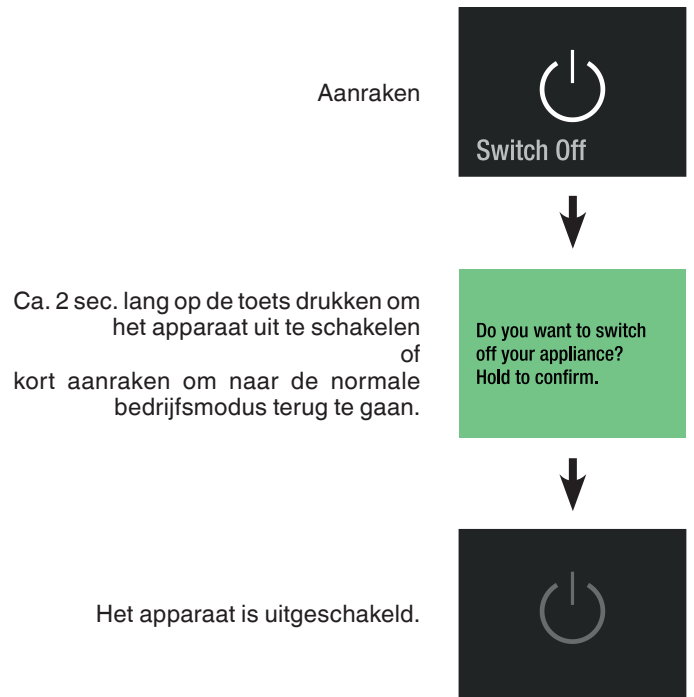 Aanraken
Switch Off
Ca. 2 sec. lang op de toets drukken om
het apparaat uit te schakelen
of
kort aanraken om naar de normale
bedrijfsmodus terug te gaan.
Do you want to switch
off your appliance?
Hold to confirm.
Het apparaat is uitgeschakeld.